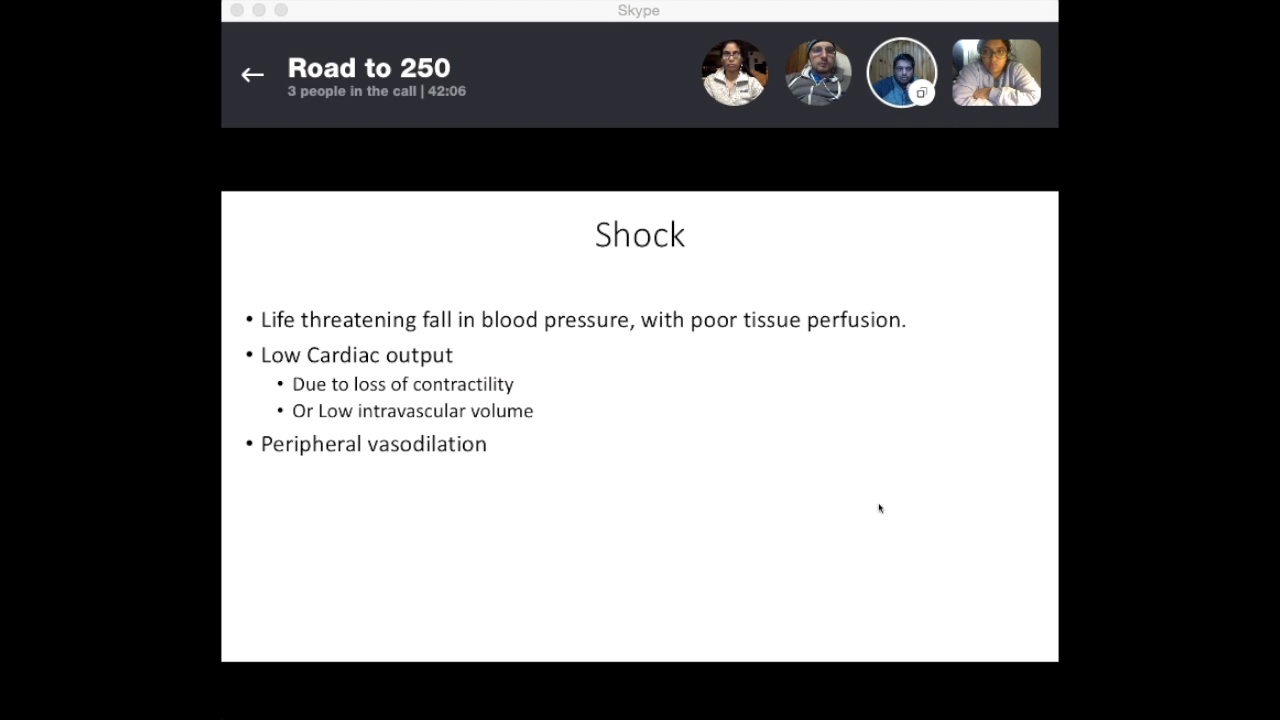 Skype
Road to 250
3 people in the call | 42:06
Shock
• Life threatening fall in blood pressure, with poor tissue perfusion.
• Low Cardiac output
• Due to loss of contractility
• Or Low intravascular volume
• Peripheral vasodilation